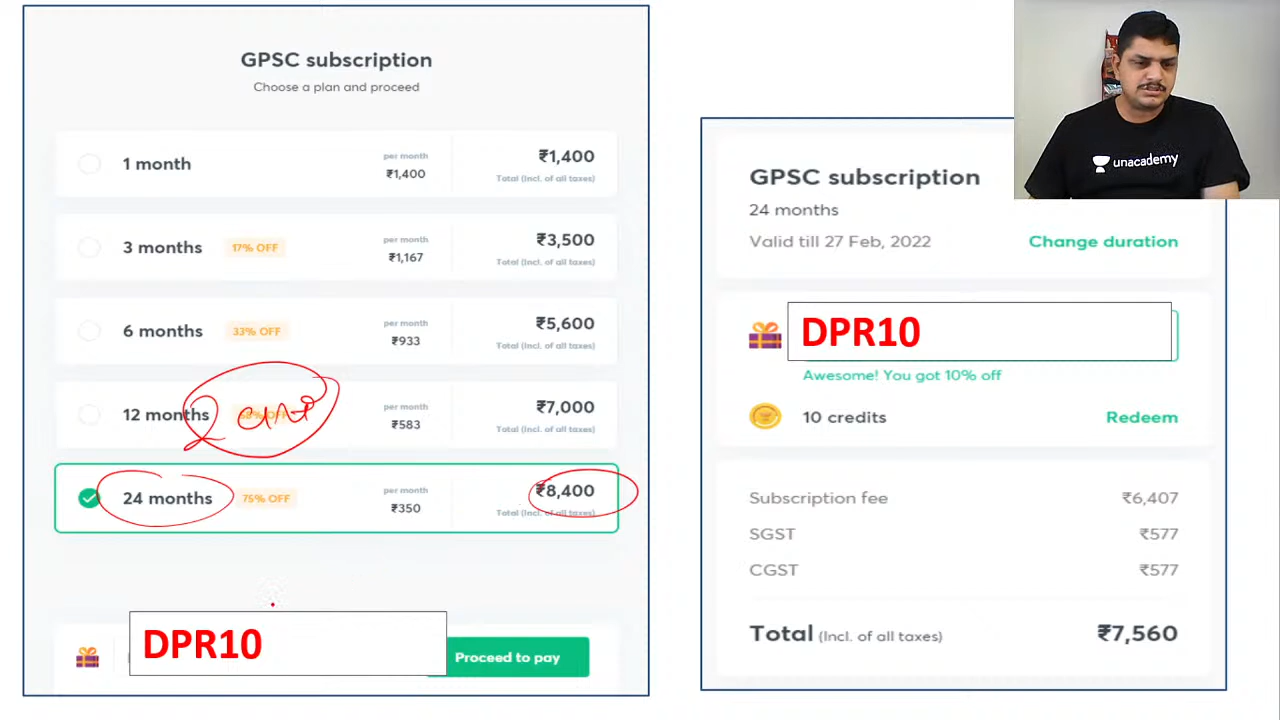 GPSC subscription
Choose a plan and proceed
1 month
per month
₹1,400
₹1,400
Total (Incl. of all taxes)
3 months 17% OFF
per month
₹1,167
₹3,500
Total (Incl. of all taxes)
6 months 33% OFF
per month
₹933
₹5,600
Total (Incl. of all taxes)
12 months
per month
₹583
₹7,000
Total (Incl. of all taxes)
24 months 75% OFF
per month
₹350
₹8,400
Total (Incl. of all taxes)
DPR10
Proceed to pay
GPSC subscription
24 months
Valid till 27 Feb, 2022
Change duration
DPR10
Awesome! You got 10% off
10 credits
Redeem
Subscription fee ₹6,407
SGST ₹577
CGST ₹577
Total (Incl. of all taxes) ₹7,560
unacademy